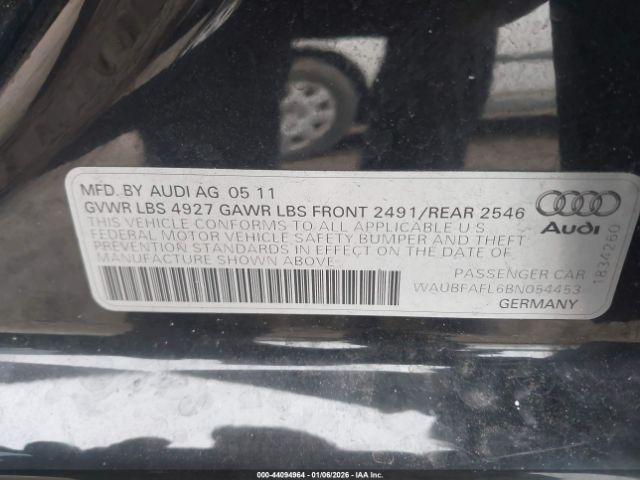 MFD. BY AUDI AG 05 11
GVWR LBS 4927 GAWR LBS FRONT 2491/REAR 2546
THIS VEHICLE CONFORMS TO ALL APPLICABLE U S
FEDERAL MOTOR VEHICLE SAFETY BUMPER AND THEFT
PREVENTION STANDARDS IN EFFECT ON THE DATE OF
MANUFACTURE SHOWN ABOVE
PASSENGER CAR
WAUBFAFL6BN054453
GERMANY
Audi
1834260
000-44094964 | 01/06/2026 - IAA Inc.